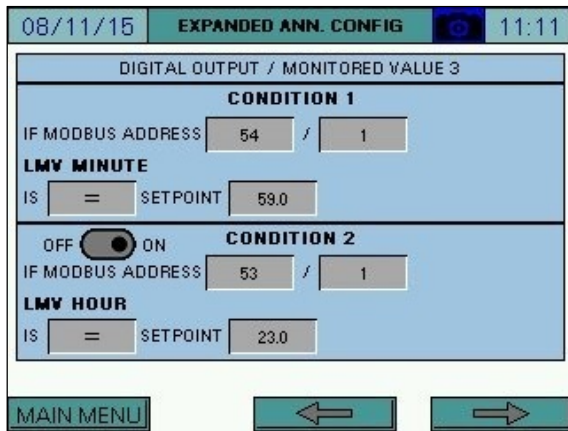 08/11/15 EXPANDED ANN. CONFIG 11:11
DIGITAL OUTPUT / MONITORED VALUE 3
CONDITION 1
IF MODBUS ADDRESS 54 / 1
LMV MINUTE
IS = SETPOINT 59.0
OFF ON CONDITION 2
IF MODBUS ADDRESS 53 / 1
LMV HOUR
IS = SETPOINT 23.0
MAIN MENU